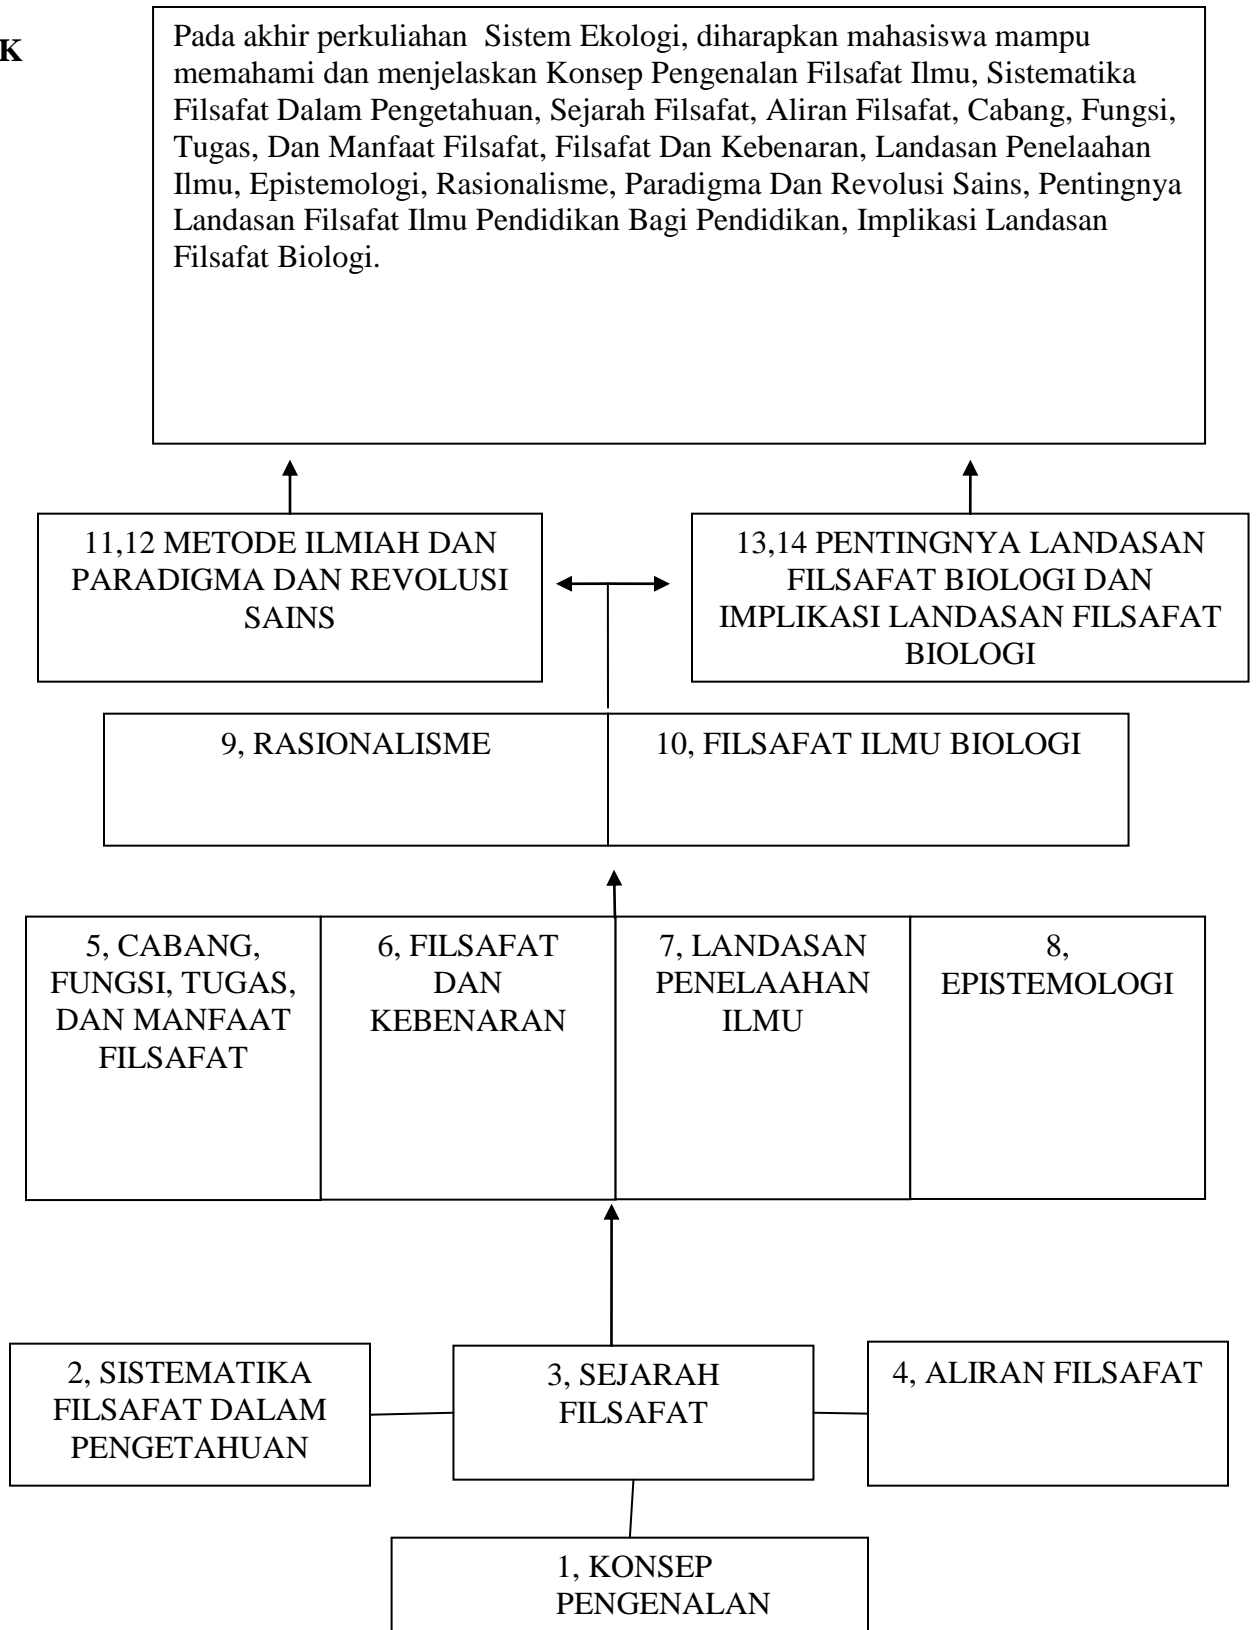 K
Pada akhir perkuliahan  Sistem Ekologi, diharapkan mahasiswa mampu
memahami dan menjelaskan Konsep Pengenalan Filsafat Ilmu, Sistematika
Filsafat Dalam Pengetahuan, Sejarah Filsafat, Aliran Filsafat, Cabang, Fungsi,
Tugas, Dan Manfaat Filsafat, Filsafat Dan Kebenaran, Landasan Penelaahan
Ilmu, Epistemologi, Rasionalisme, Paradigma Dan Revolusi Sains, Pentingnya
Landasan Filsafat Ilmu Pendidikan Bagi Pendidikan, Implikasi Landasan
Filsafat Biologi.
11,12 METODE ILMIAH DAN
PARADIGMA DAN REVOLUSI
SAINS
13,14 PENTINGNYA LANDASAN
FILSAFAT BIOLOGI DAN
IMPLIKASI LANDASAN FILSAFAT
BIOLOGI
9, RASIONALISME
10, FILSAFAT ILMU BIOLOGI
5, CABANG,
FUNGSI, TUGAS,
DAN MANFAAT
FILSAFAT
6, FILSAFAT
DAN
KEBENARAN
7, LANDASAN
PENELAAHAN
ILMU
8,
EPISTEMOLOGI
2, SISTEMATIKA
FILSAFAT DALAM
PENGETAHUAN
3, SEJARAH
FILSAFAT
4, ALIRAN FILSAFAT
1, KONSEP
PENGENALAN